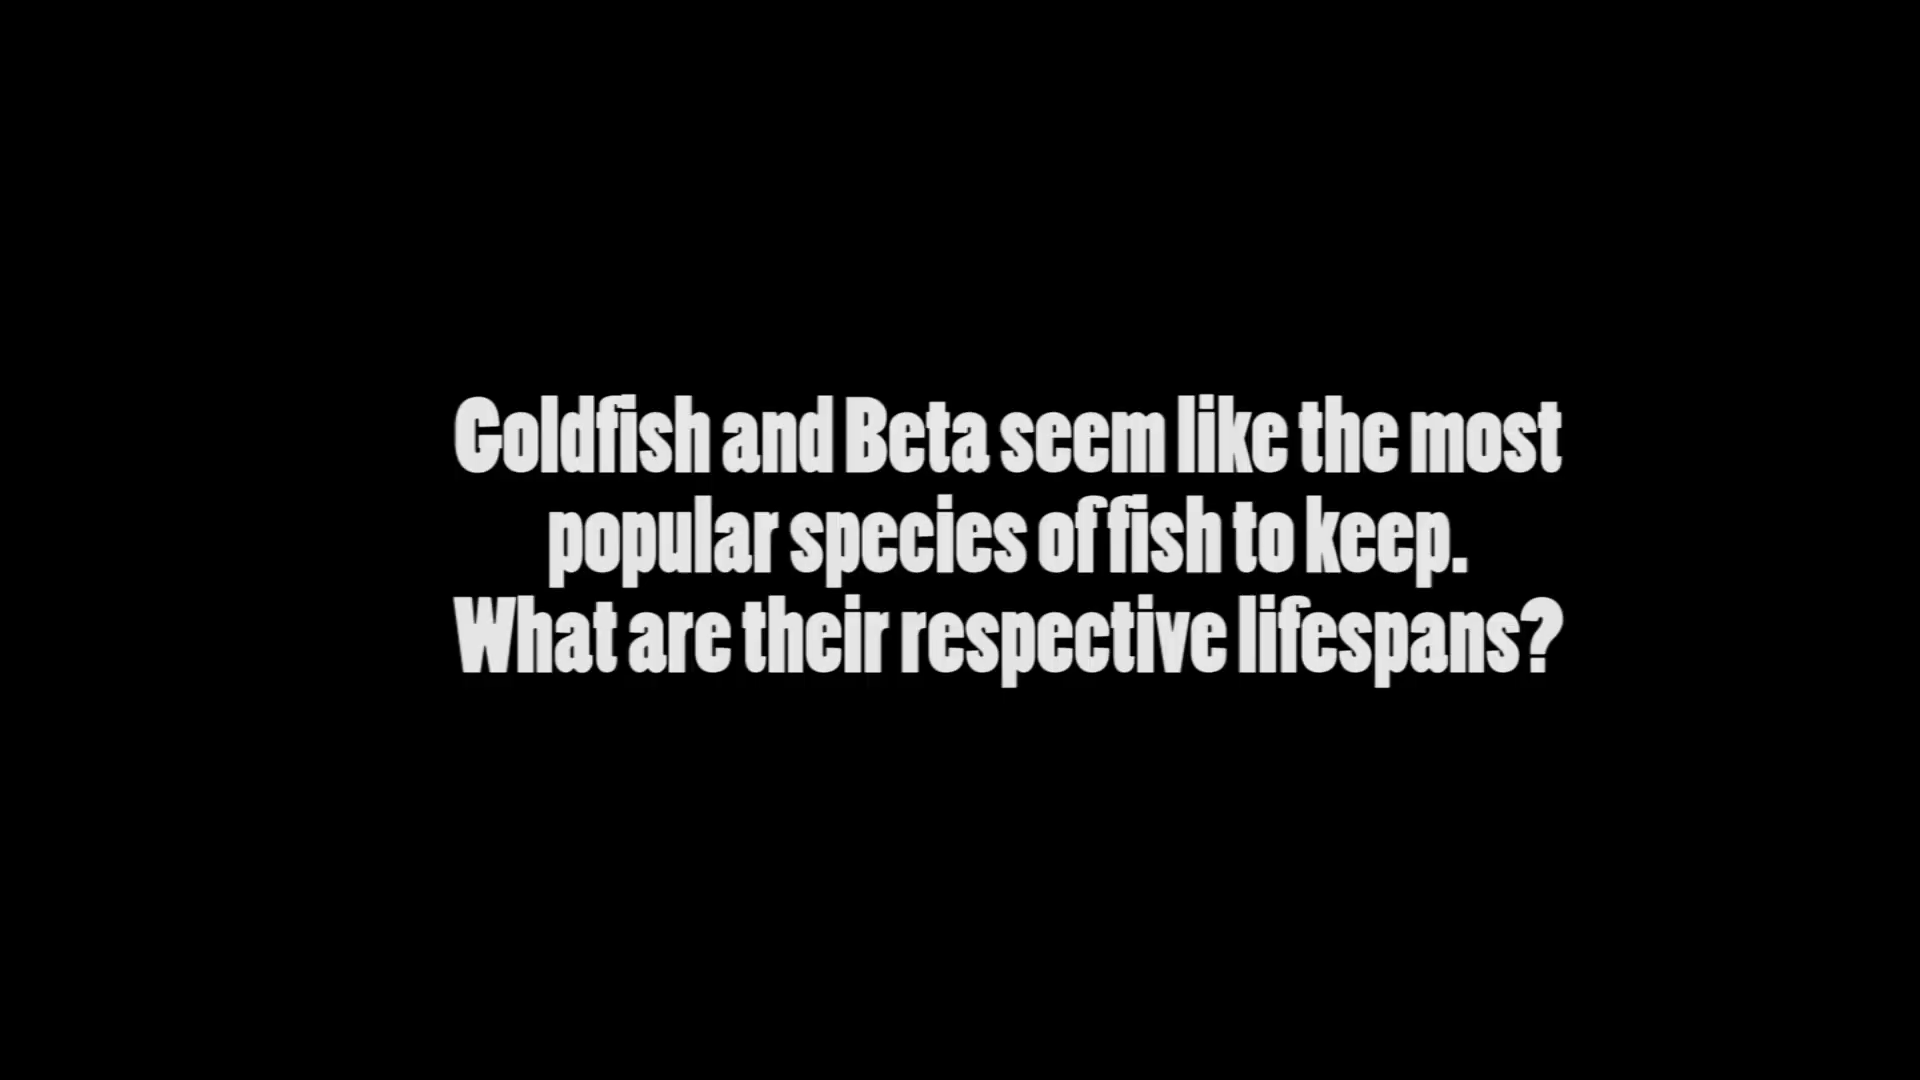 Goldfish and Beta seem like the most
popular species of fish to keep.
What are their respective lifespans?